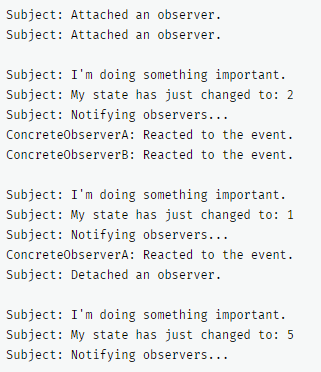 Subject: Attached an observer.
Subject: Attached an observer.

Subject: I'm doing something important.
Subject: My state has just changed to: 2
Subject: Notifying observers...
ConcreteObserverA: Reacted to the event.
ConcreteObserverB: Reacted to the event.

Subject: I'm doing something important.
Subject: My state has just changed to: 1
Subject: Notifying observers...
ConcreteObserverA: Reacted to the event.
Subject: Detached an observer.

Subject: I'm doing something important.
Subject: My state has just changed to: 5
Subject: Notifying observers...